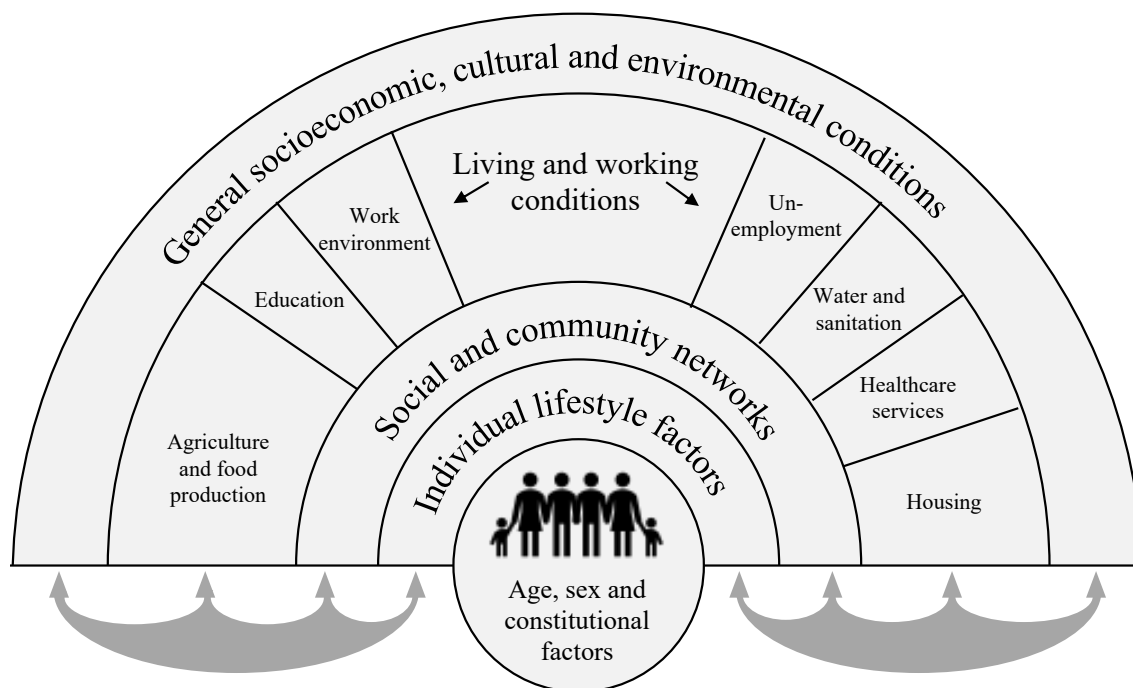 General socioeconomic, cultural and environmental conditions
Living and working
conditions
Agriculture
and food
production
Education
Work
environment
Un-
employment
Water and
sanitation
Healthcare
services
Housing
Social and community networks
Individual lifestyle factors
Age, sex and
constitutional
factors